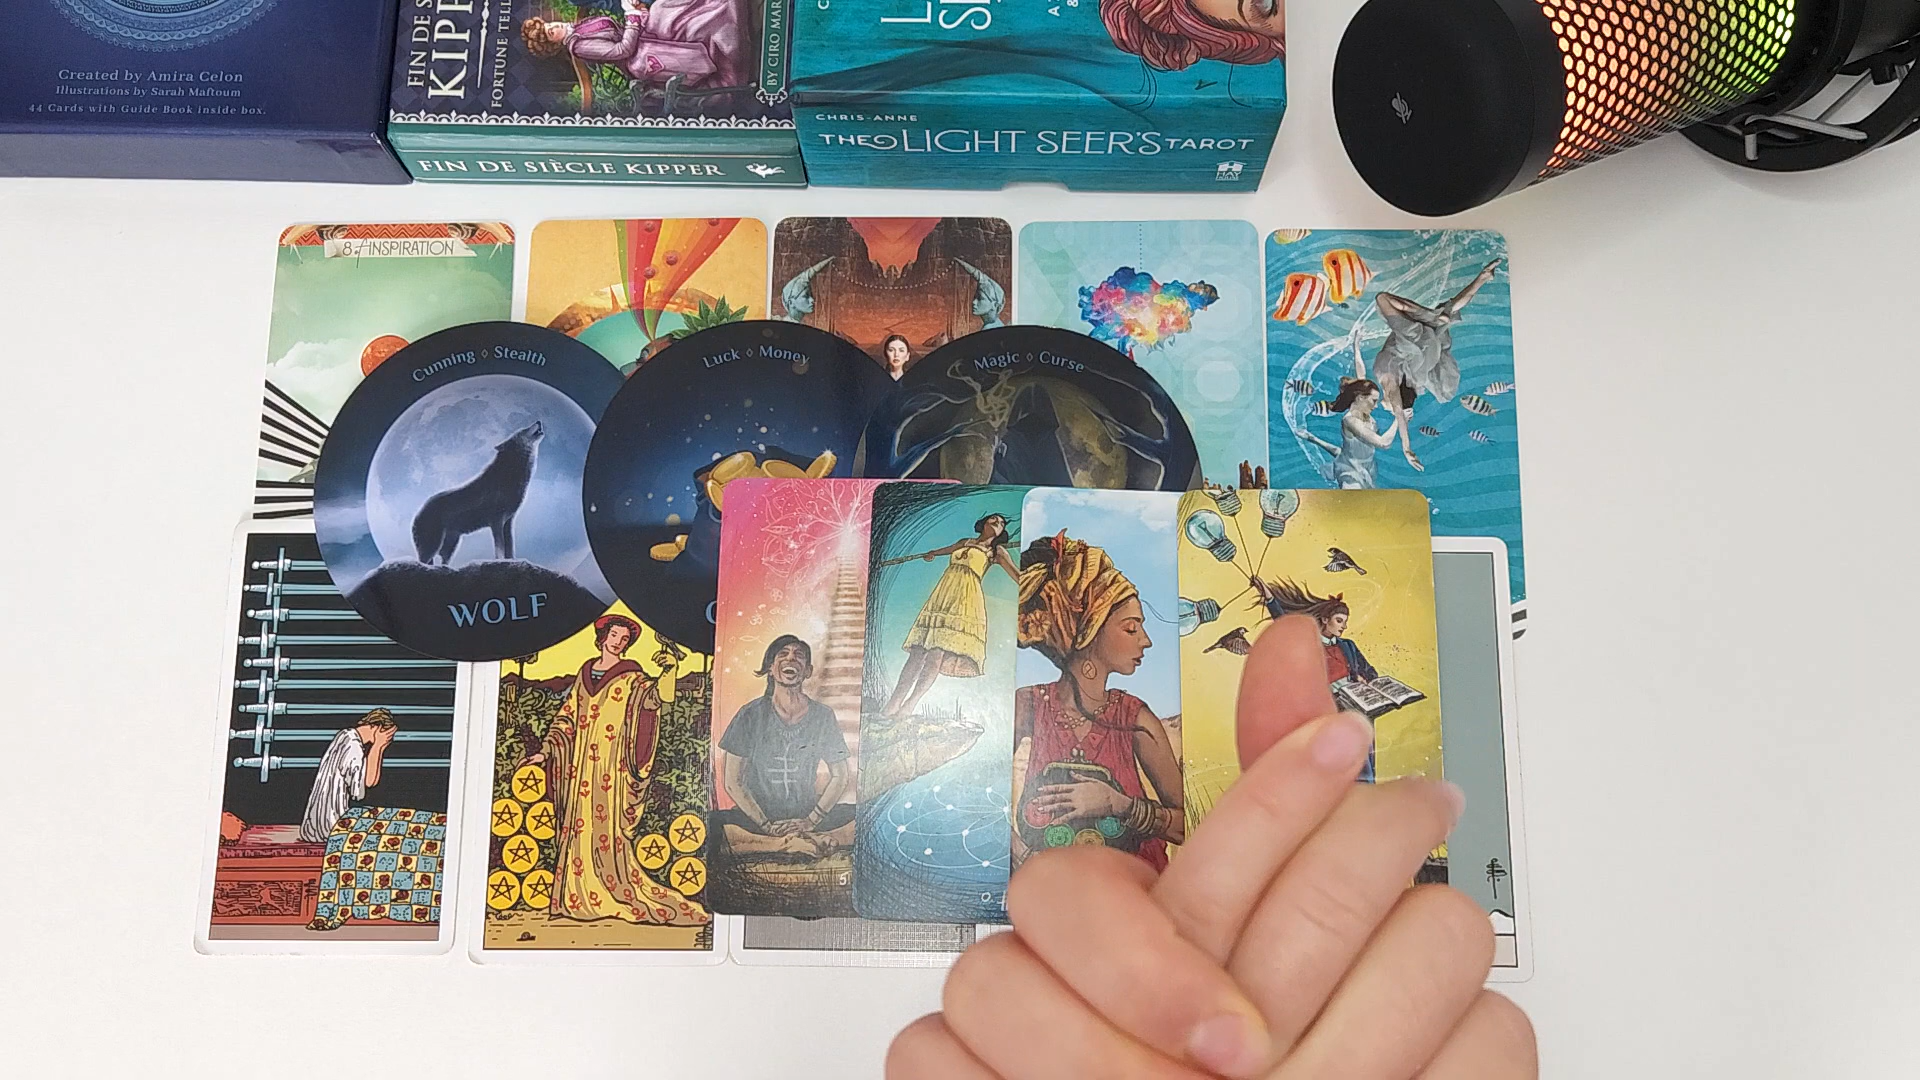 Created by Amira Celon
Illustrations by Sarah Maftoum
44 Cards with Guide Book inside box.
FIN DE S
KIPP
FORTUNE TELL
BY CIRO MAR
FIN DE SIÈCLE KIPPER
CHRIS-ANNE
THE LIGHT SEER'S TAROT
HAY HOUSE
8 INSPIRATION
Cunning ◊ Stealth
WOLF
Luck ◊ Money
Magic ◊ Curse